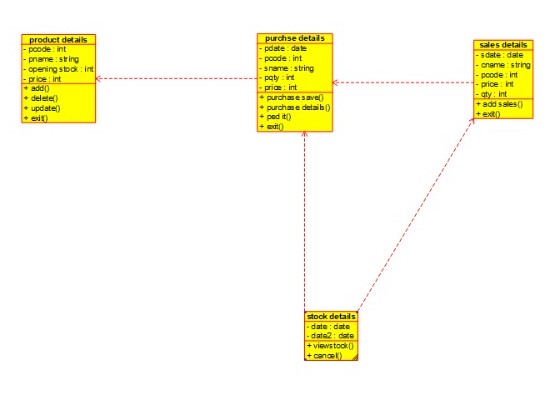 product details
- pcode : int
- pname : string
- opening stock : int
- price : int
+ add()
+ delete()
+ update()
+ exit()
purchse details
- pdate : date
- pcode : int
- sname : string
- pqty : int
- price : int
+ purchase save()
+ purchase details()
+ ped it()
+ exit()
sales details
- sdate : date
- cname : string
- pcode : int
- price : int
- qty : int
+ add sales()
+ exit()
stock details
- date : date
- date2 : date
+ viewstock()
+ cancel()